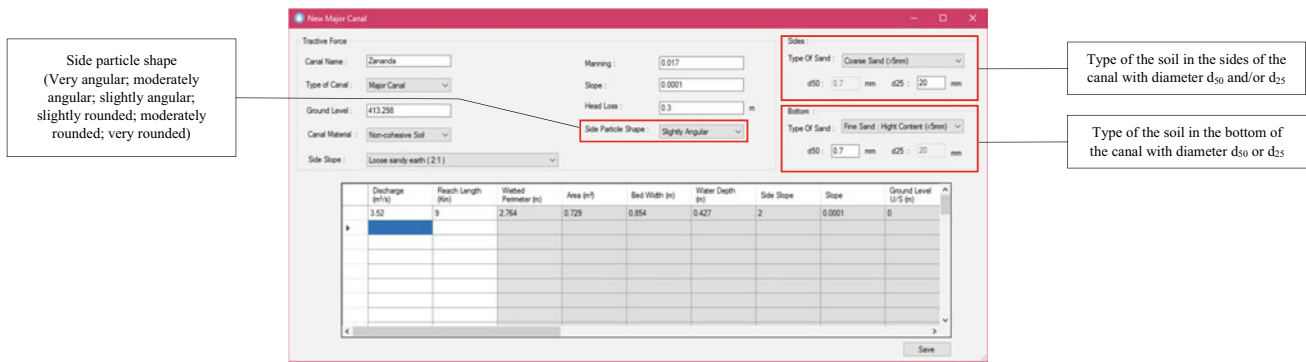 Side particle shape
(Very angular; moderately
angular; slightly angular;
slightly rounded; moderately
rounded; very rounded)
New Major Canal
Tractive Force
Canal Name : Zananda
Type of Canal : Major Canal
Ground Level : 413.298
Canal Material : Non-cohesive Soil
Side Slope : Loose sandy earth ( 2:1 )
Manning : 0.017
Slope : 0.0001
Head Loss : 0.3 m
Side Particle Shape : Slightly Angular
Sides :
Type Of Sand : Coarse Sand (>5mm)
d50 : 0.7 mm d25 : 20 mm
Bottom :
Type Of Sand : Fine Sand : Hight Content (<5mm)
d50 : 0.7 mm d25 : 20 mm
Type of the soil in the sides of the
canal with diameter d50 and/or d25
Type of the soil in the bottom of
the canal with diameter d50 or d25
Discharge (m³/s) Reach Length (Km) Wetted Perimeter (m) Area (m²) Bed Width (m) Water Depth (m) Side Slope Slope Ground Level U/S (m)
3.52 9 2.764 0.729 0.854 0.427 2 0.0001 0
Save